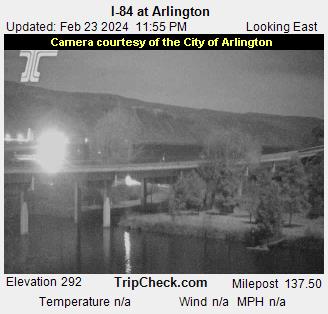 I-84 at Arlington
Updated: Feb 23 2024 11:55 PM Looking East
Camera courtesy of the City of Arlington
Elevation 292 TripCheck.com Milepost 137.50
Temperature n/a Wind n/a MPH n/a